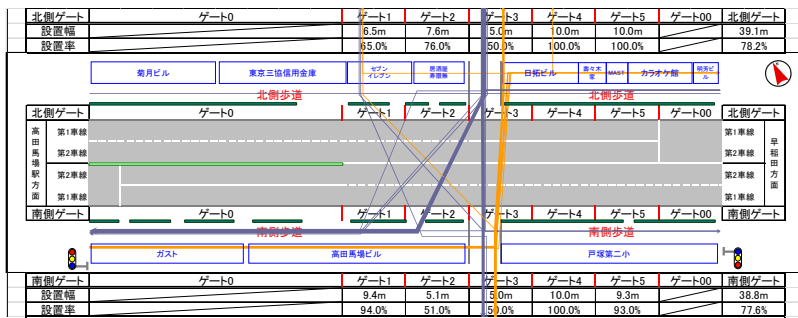 北側ゲート ゲート0 ゲート1 ゲート2 ゲート3 ゲート4 ゲート5 ゲート00 北側ゲート
設置幅 6.5m 7.6m 5.0m 10.0m 10.0m 39.1m
設置率 65.0% 76.0% 50.0% 100.0% 100.0% 78.2%
菊月ビル 東京三協信用金庫 セブンイレブン 居酒屋 日拓ビル 喜々木家 MAST カラオケ館 明芳ビル
北側歩道 北側歩道
北側ゲート ゲート0 ゲート1 ゲート2 ゲート3 ゲート4 ゲート5 ゲート00 北側ゲート
高田馬場駅方面 早稲田方面
第1車線 第1車線
第2車線 第2車線
第2車線 第2車線
第1車線 第1車線
南側ゲート ゲート0 ゲート1 ゲート2 ゲート3 ゲート4 ゲート5 ゲート00 南側ゲート
南側歩道 南側歩道
ガスト 高田馬場ビル 戸塚第二小
南側ゲート ゲート0 ゲート1 ゲート2 ゲート3 ゲート4 ゲート5 ゲート00 南側ゲート
設置幅 9.4m 5.1m 5.0m 10.0m 9.3m 38.8m
設置率 94.0% 51.0% 50.0% 100.0% 93.0% 77.6%